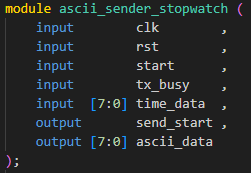 module ascii_sender_stopwatch (
    input        clk        ,
    input        rst        ,
    input        start      ,
    input        tx_busy    ,
    input  [7:0] time_data  ,
    output       send_start ,
    output [7:0] ascii_data
);